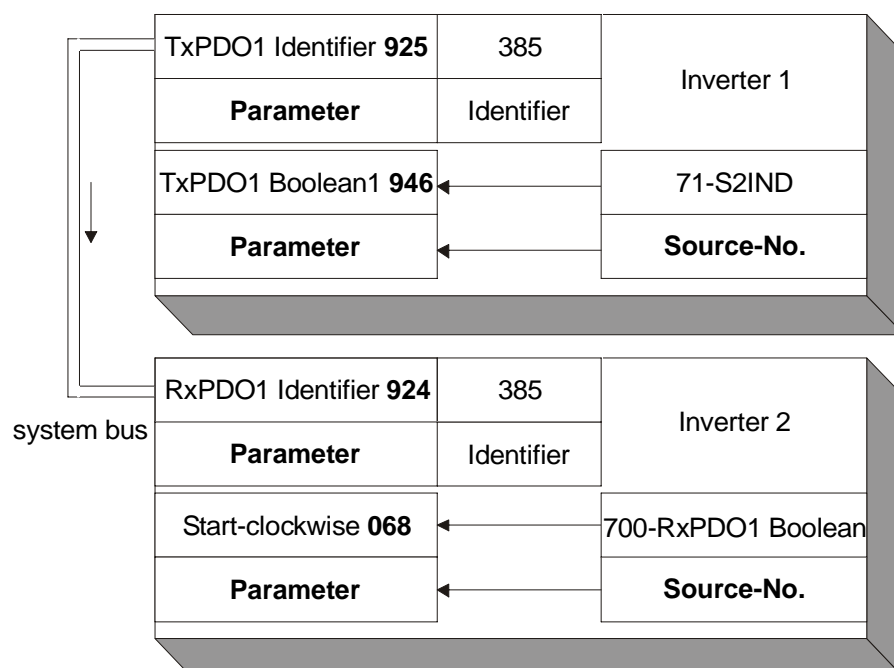 TxPDO1 Identifier 925
385
Inverter 1
Parameter
Identifier
TxPDO1 Boolean1 946
71-S2IND
Parameter
Source-No.
RxPDO1 Identifier 924
385
Inverter 2
system bus
Parameter
Identifier
Start-clockwise 068
700-RxPDO1 Boolean
Parameter
Source-No.